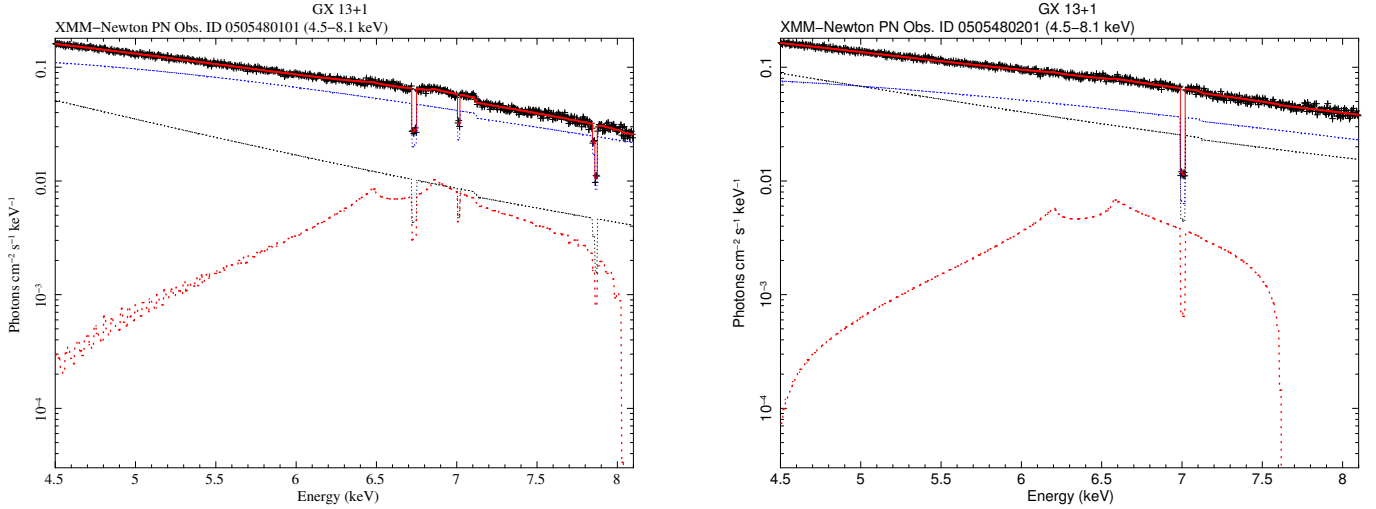 GX 13+1
XMM−Newton PN Obs. ID 0505480101 (4.5−8.1 keV)
Photons cm−2 s−1 keV−1
0.1
0.01
10−3
10−4
4.5 5 5.5 6 6.5 7 7.5 8
Energy (keV)
GX 13+1
XMM−Newton PN Obs. ID 0505480201 (4.5−8.1 keV)
Photons cm−2 s−1 keV−1
0.1
0.01
10−3
10−4
4.5 5 5.5 6 6.5 7 7.5 8
Energy (keV)